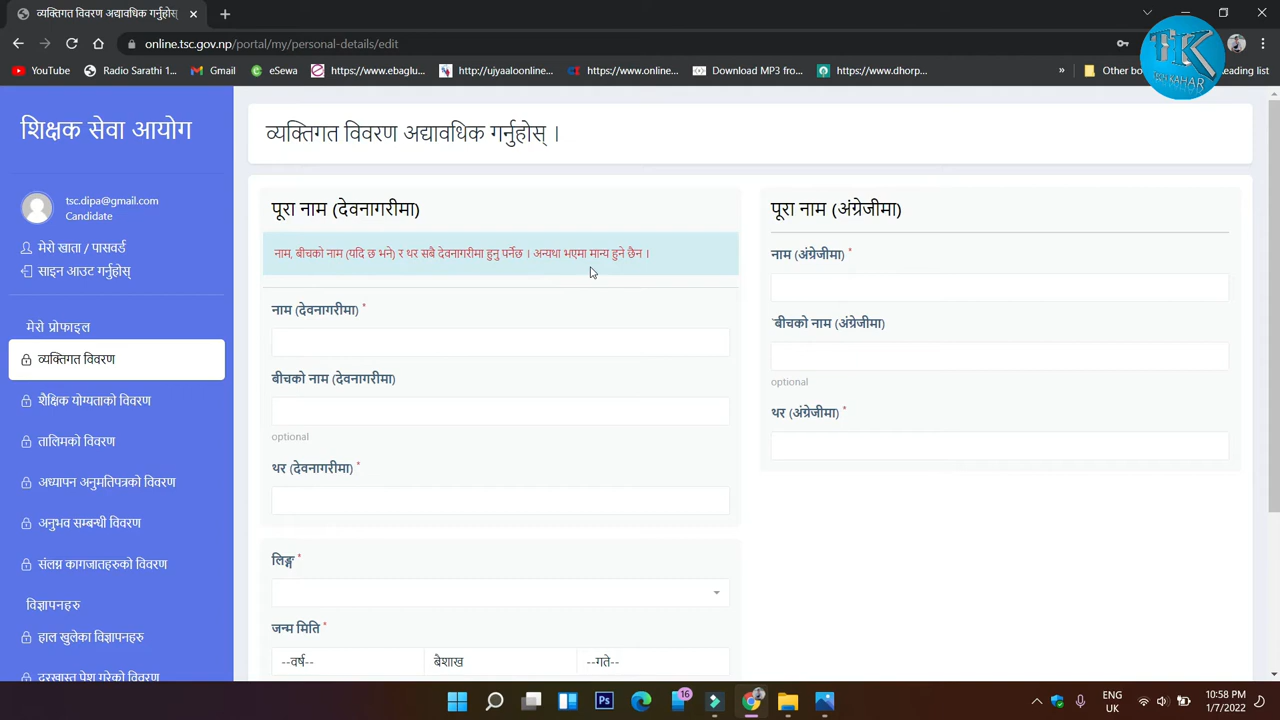 व्यक्तिगत विवरण अद्यावधिक गर्नुहोस्
online.tsc.gov.np/portal/my/personal-details/edit
YouTube
Radio Sarathi 1...
Gmail
eSewa
https://www.ebaglu...
http://ujyaaloonline...
https://www.online...
Download MP3 from...
https://www.dhorp...
»
Other bo
eading list
शिक्षक सेवा आयोग
tsc.dipa@gmail.com
Candidate
मेरो खाता / पासवर्ड
साइन आउट गर्नुहोस्
मेरो प्रोफाइल
व्यक्तिगत विवरण
शैक्षिक योग्यताको विवरण
तालिमको विवरण
अध्यापन अनुमतिपत्रको विवरण
अनुभव सम्बन्धी विवरण
संलग्न कागजातहरुको विवरण
विज्ञापनहरु
हाल खुलेका विज्ञापनहरु
दरखास्त पेश गरेको विवरण
व्यक्तिगत विवरण अद्यावधिक गर्नुहोस् ।
पूरा नाम (देवनागरीमा)
नाम, बीचको नाम (यदि छ भने) र थर सबै देवनागरीमा हुनु पर्नेछ । अन्यथा भएमा मान्य हुने छैन ।
नाम (देवनागरीमा) *
बीचको नाम (देवनागरीमा)
optional
थर (देवनागरीमा) *
लिङ्ग *
जन्म मिति *
--वर्ष-- बैशाख --गते--
पूरा नाम (अंग्रेजीमा)
नाम (अंग्रेजीमा) *
`बीचको नाम (अंग्रेजीमा)
optional
थर (अंग्रेजीमा) *
Ps
16
ENG
UK
10:58 PM
1/7/2022